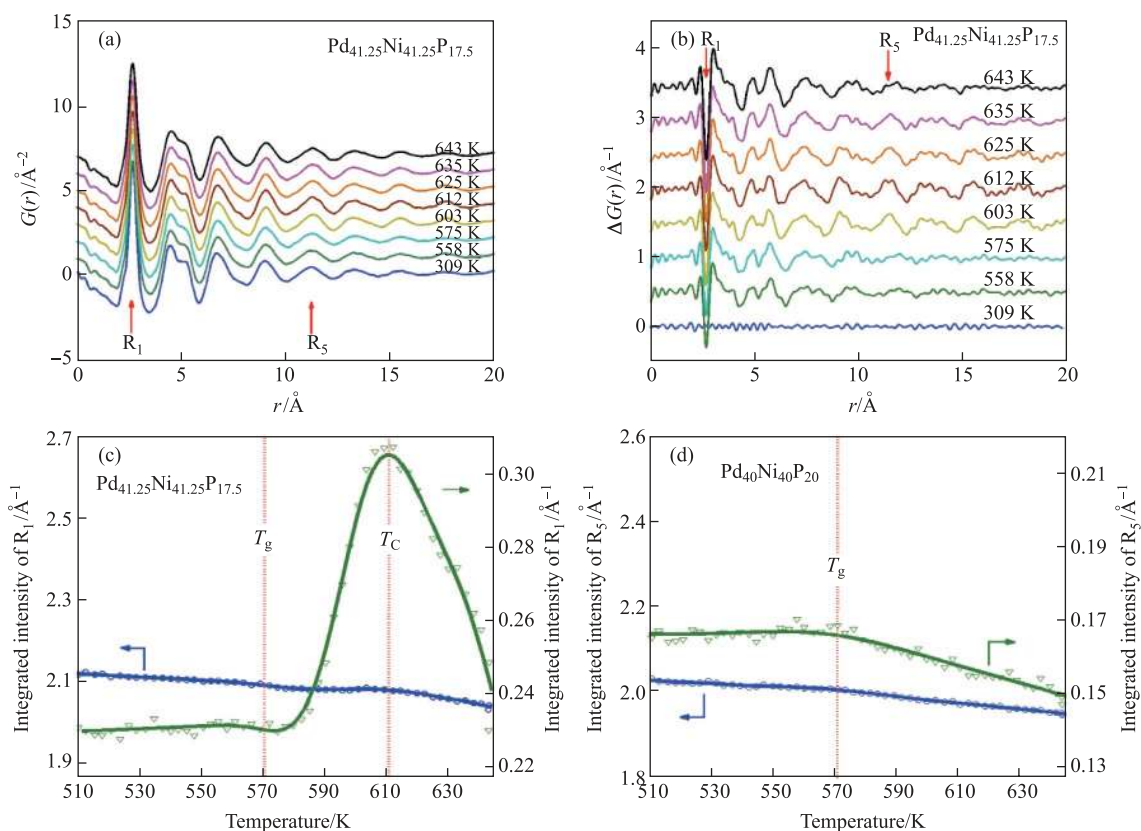 (a)
Pd41.25Ni41.25P17.5
15
10
5
0
−5
G(r)/Å−2
643 K
635 K
625 K
612 K
603 K
575 K
558 K
309 K
R1
R5
0 5 10 15 20
r/Å
(b)
R1
R5
Pd41.25Ni41.25P17.5
4
3
2
1
0
ΔG(r)/Å−1
643 K
635 K
625 K
612 K
603 K
575 K
558 K
309 K
0 5 10 15 20
r/Å
(c)
Pd41.25Ni41.25P17.5
2.7
2.5
2.3
2.1
1.9
Integrated intensity of R1/Å−1
Tg
TC
0.30
0.28
0.26
0.24
0.22
Integrated intensity of R1/Å−1
510 530 550 570 590 610 630
Temperature/K
(d)
Pd40Ni40P20
2.6
2.4
2.2
2.0
1.8
Integrated intensity of R5/Å−1
Tg
0.21
0.19
0.17
0.15
0.13
Integrated intensity of R5/Å−1
510 530 550 570 590 610 630
Temperature/K